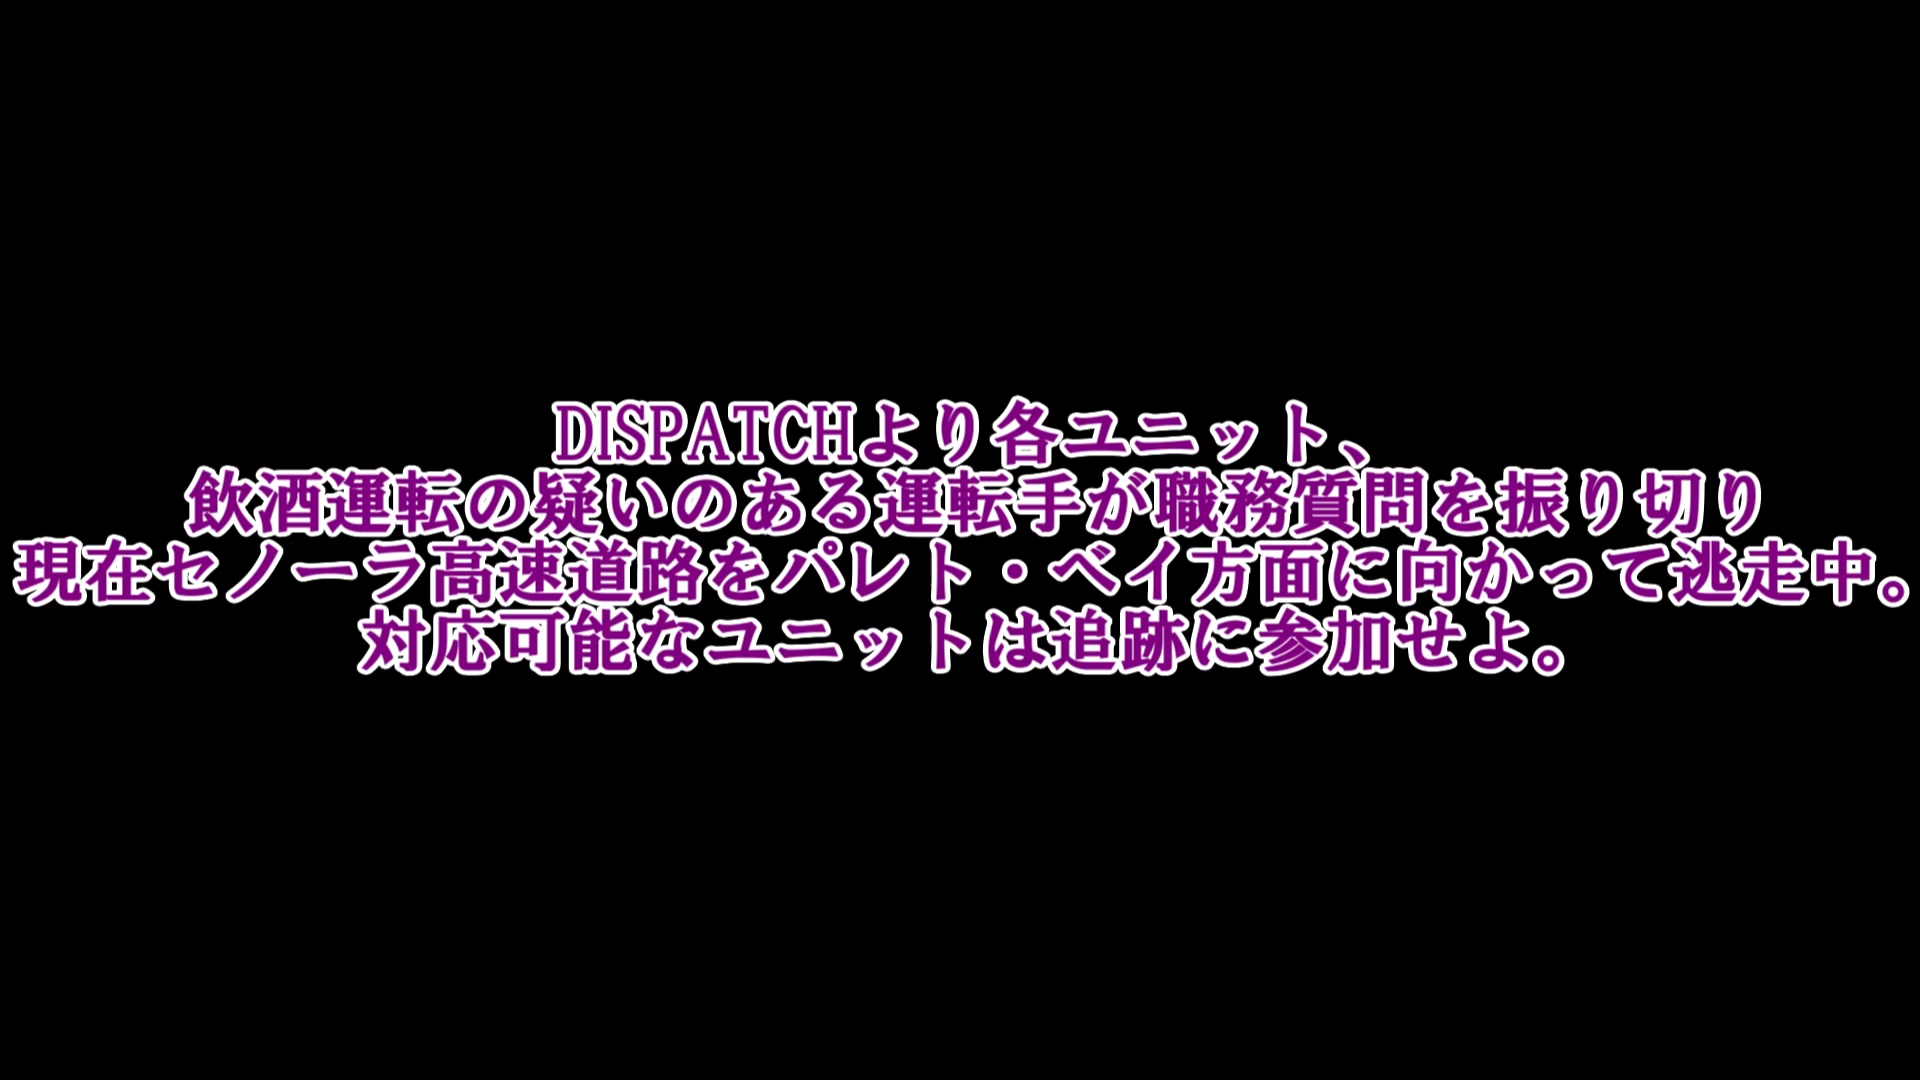 DISPATCHより各ユニット、
飲酒運転の疑いのある運転手が職務質問を振り切り
現在セノーラ高速道路をパレト・ベイ方面に向かって逃走中。
対応可能なユニットは追跡に参加せよ。